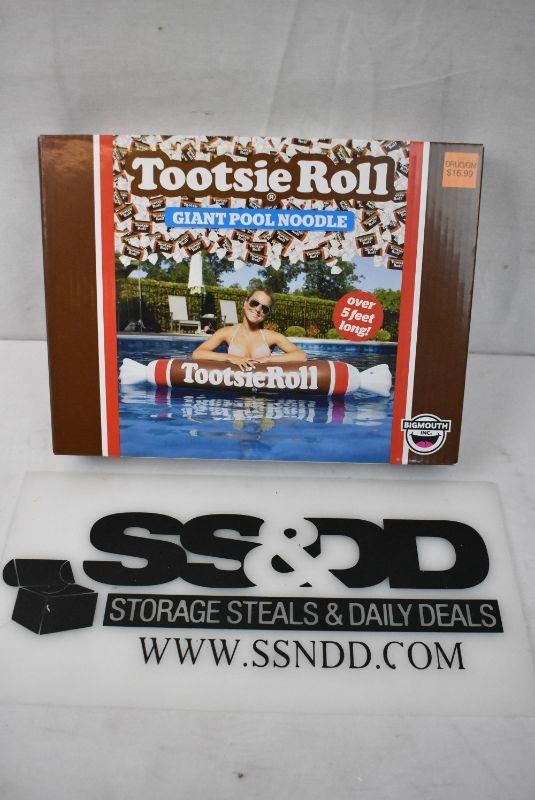 DRUG/GM
$16.99
Tootsie Roll
®
GIANT POOL NOODLE
over
5 feet
long!
TootsieRoll
BIGMOUTH
INC.
SS&DD
STORAGE STEALS & DAILY DEALS
WWW.SSNDD.COM